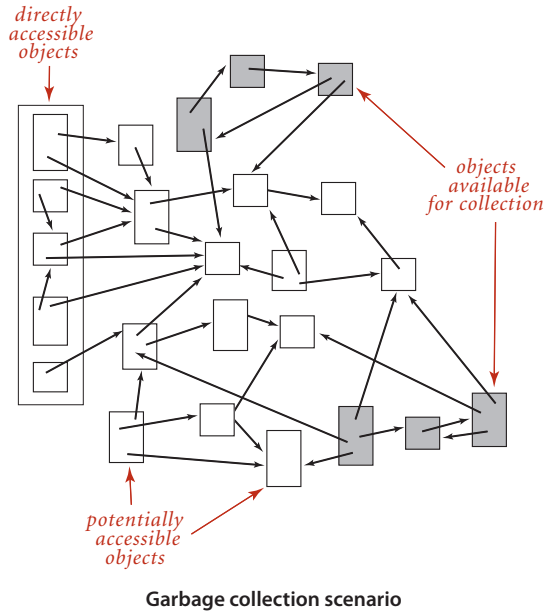 directly
accessible
objects
objects
available
for collection
potentially
accessible
objects
Garbage collection scenario